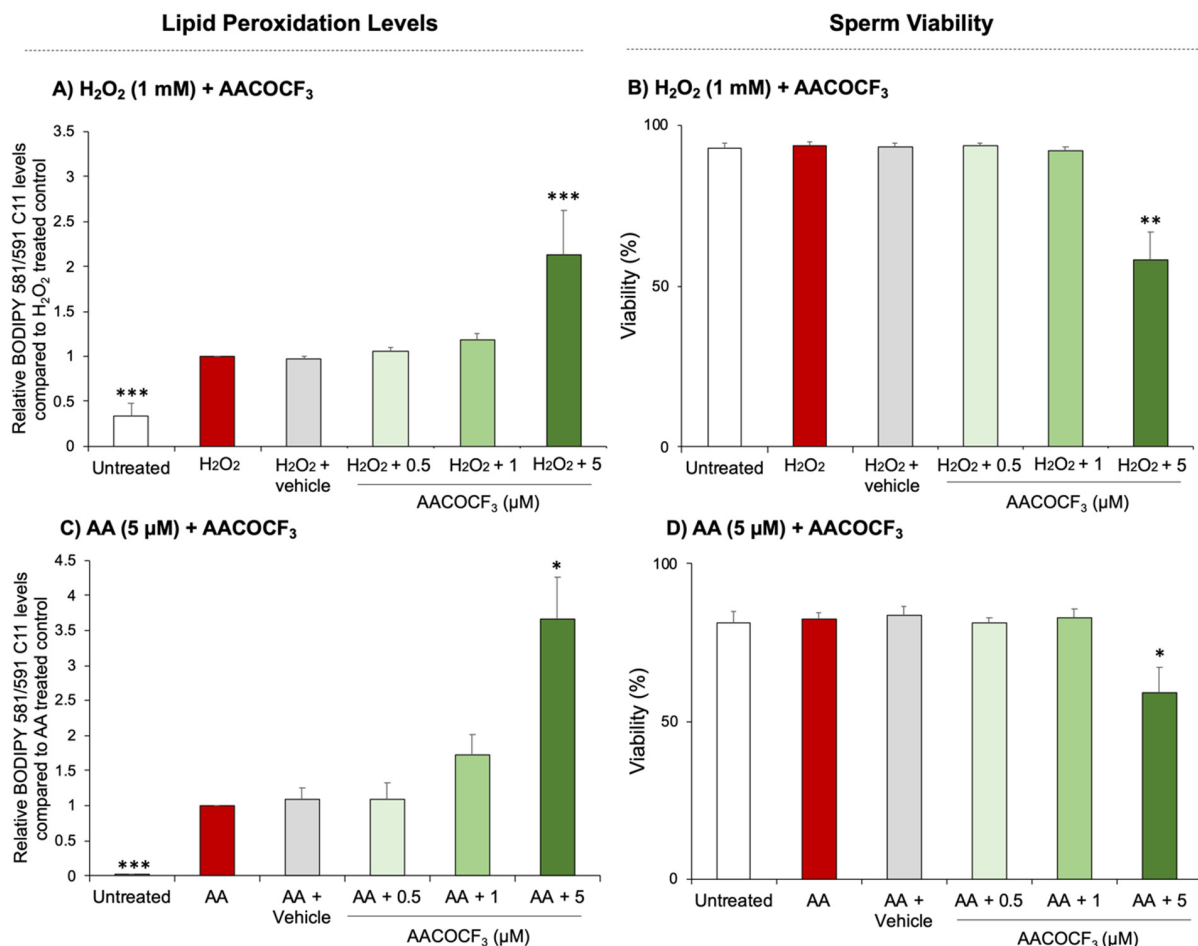 Lipid Peroxidation Levels
Sperm Viability
A) H₂O₂ (1 mM) + AACOCF₃
Relative BODIPY 581/591 C11 levels
compared to H₂O₂ treated control
3.5
3
2.5
2
1.5
1
0.5
0
***
***
Untreated
H₂O₂
H₂O₂ +
vehicle
H₂O₂ + 0.5
H₂O₂ + 1
H₂O₂ + 5
AACOCF₃ (µM)
B) H₂O₂ (1 mM) + AACOCF₃
Viability (%)
100
50
0
**
Untreated
H₂O₂
H₂O₂ +
vehicle
H₂O₂ + 0.5
H₂O₂ + 1
H₂O₂ + 5
AACOCF₃ (µM)
C) AA (5 µM) + AACOCF₃
Relative BODIPY 581/591 C11 levels
compared to AA treated control
4.5
4
3.5
3
2.5
2
1.5
1
0.5
0
***
*
Untreated
AA
AA +
Vehicle
AA + 0.5
AA + 1
AA + 5
AACOCF₃ (µM)
D) AA (5 µM) + AACOCF₃
Viability (%)
100
50
0
*
Untreated
AA
AA +
Vehicle
AA + 0.5
AA + 1
AA + 5
AACOCF₃ (µM)